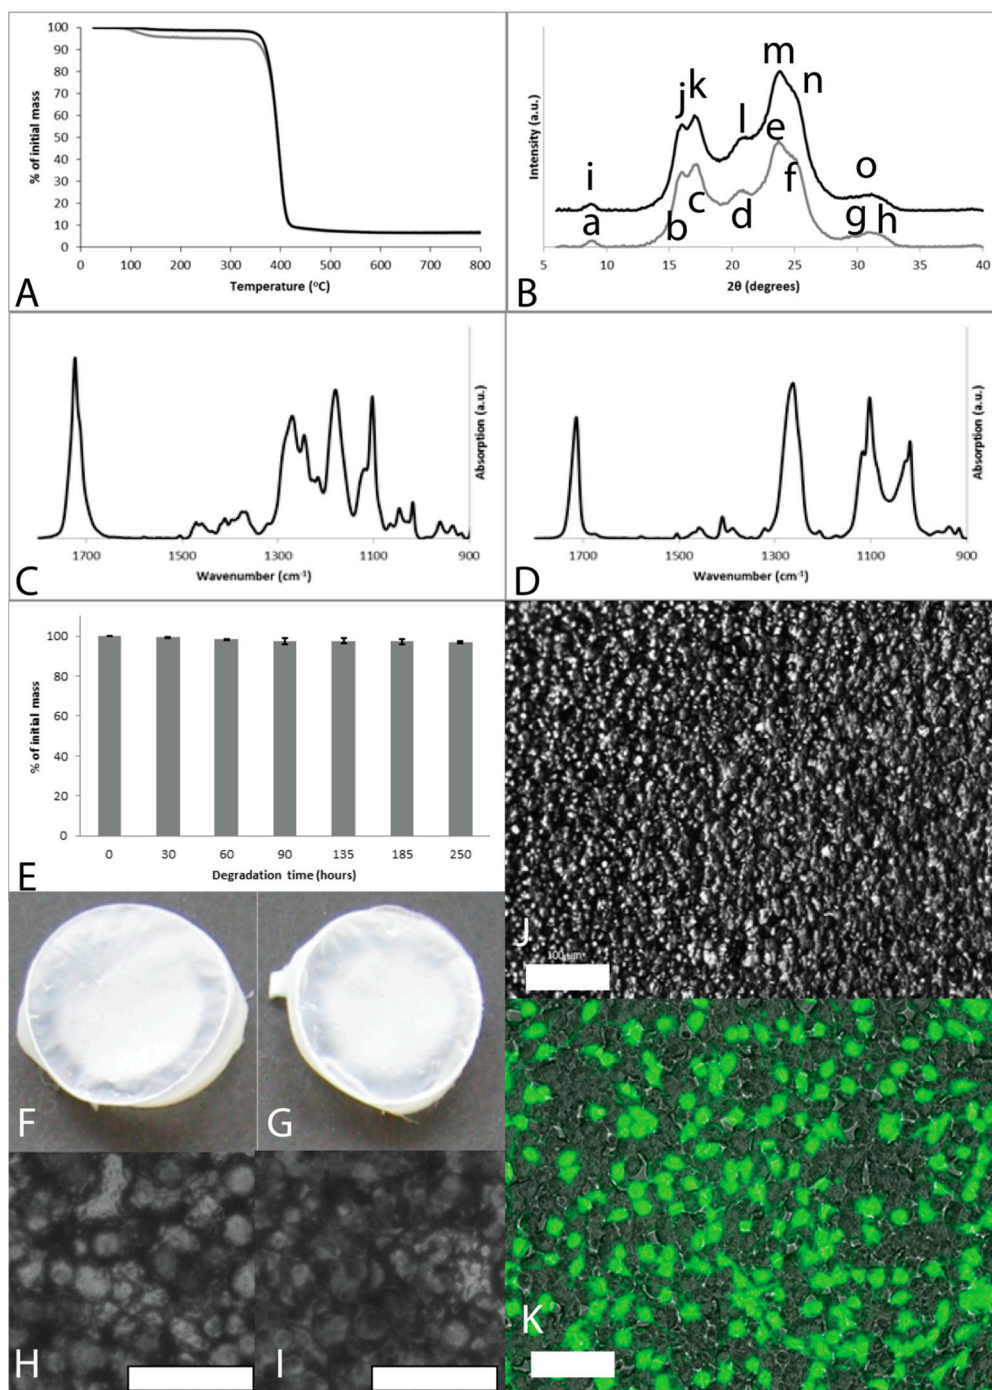 100
90
80
70
60
50
40
30
20
10
0
% of initial mass
0 100 200 300 400 500 600 700 800
Temperature (°C)
A
Intensity (a.u.)
m
n
j k
l
e
f
i
o
a
b
c
d
g
h
5 10 15 20 25 30 35 40
2θ (degrees)
B
Absorption (a.u.)
1700 1500 1300 1100 900
Wavenumber (cm⁻¹)
C
Absorption (a.u.)
1700 1500 1300 1100 900
Wavenumber (cm⁻¹)
D
100
80
60
40
20
0
% of initial mass
0 30 60 90 135 185 250
Degradation time (hours)
E
J
100 µm
F
G
H
I
K